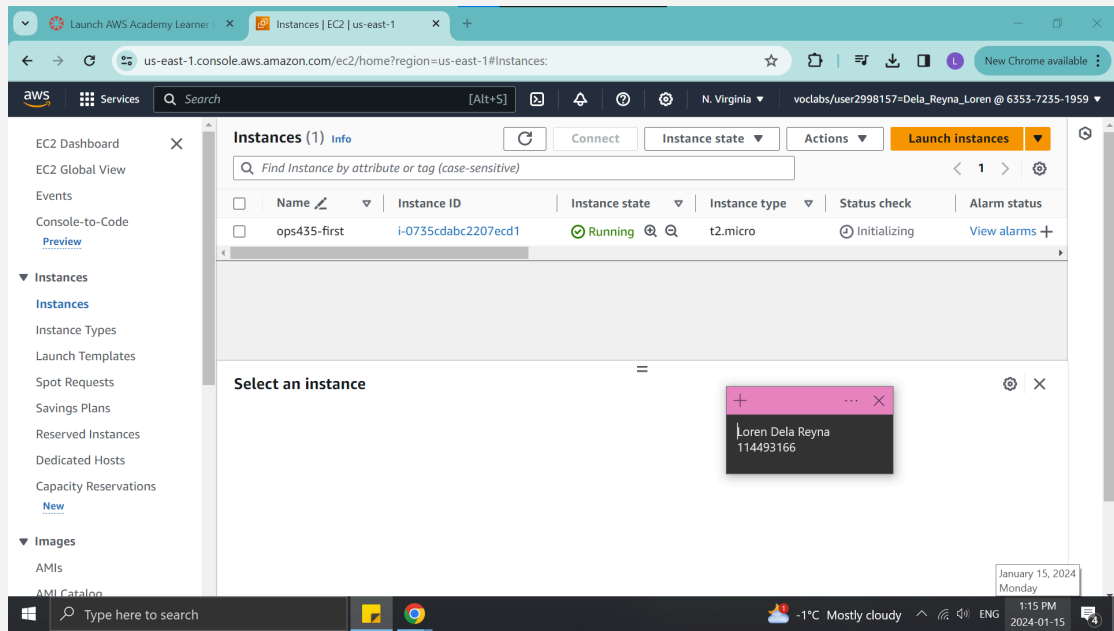 Launch AWS Academy Learner
Instances | EC2 | us-east-1
us-east-1.console.aws.amazon.com/ec2/home?region=us-east-1#Instances:
L
New Chrome available
aws
Services
Search
[Alt+S]
N. Virginia
voclabs/user2998157=Dela_Reyna_Loren @ 6353-7235-1959
EC2 Dashboard
EC2 Global View
Events
Console-to-Code
Preview
Instances
Instances
Instance Types
Launch Templates
Spot Requests
Savings Plans
Reserved Instances
Dedicated Hosts
Capacity Reservations
New
Images
AMIs
AMI Catalog
Instances (1) Info
Connect
Instance state
Actions
Launch instances
Find Instance by attribute or tag (case-sensitive)
1
Name Instance ID Instance state Instance type Status check Alarm status
ops435-first i-0735cdabc2207ecd1 Running t2.micro Initializing View alarms
Select an instance
Loren Dela Reyna
114493166
January 15, 2024
Monday
Type here to search
1
-1°C Mostly cloudy
ENG
1:15 PM
2024-01-15
4